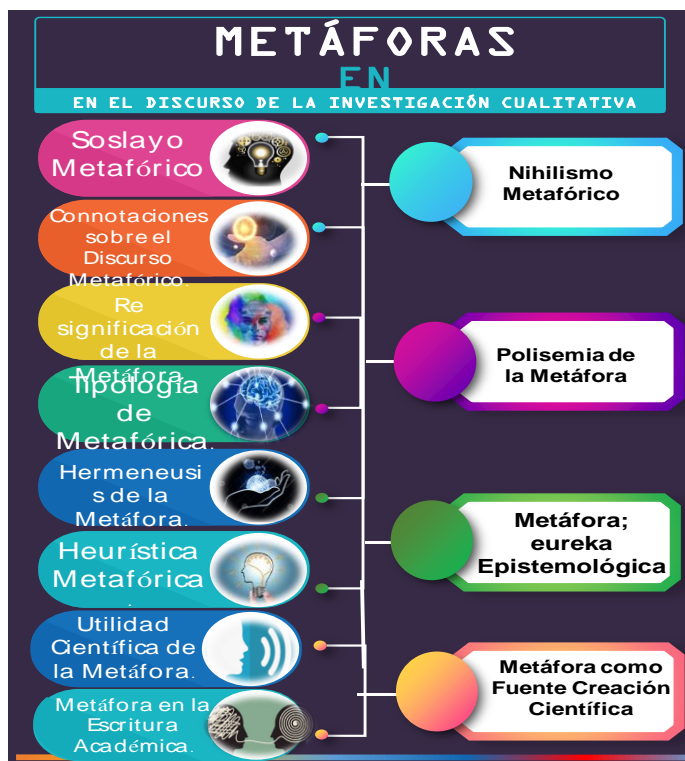 METÁFORAS
EN
EN EL DISCURSO DE LA INVESTIGACIÓN CUALITATIVA
Soslayo
Metafórico
Connotaciones
sobre el
Discurso
Metafórico.
Re
significación
de la
Metáfora.
Tipología
de
Metafórica.
Hermeneusi
s de la
Metáfora.
Heurística
Metafórica
.
Utilidad
Científica de
la Metáfora.
Metáfora en la
Escritura
Académica.
Nihilismo
Metafórico
Polisemia de
la Metáfora
Metáfora;
eureka
Epistemológica
Metáfora como
Fuente Creación
Científica